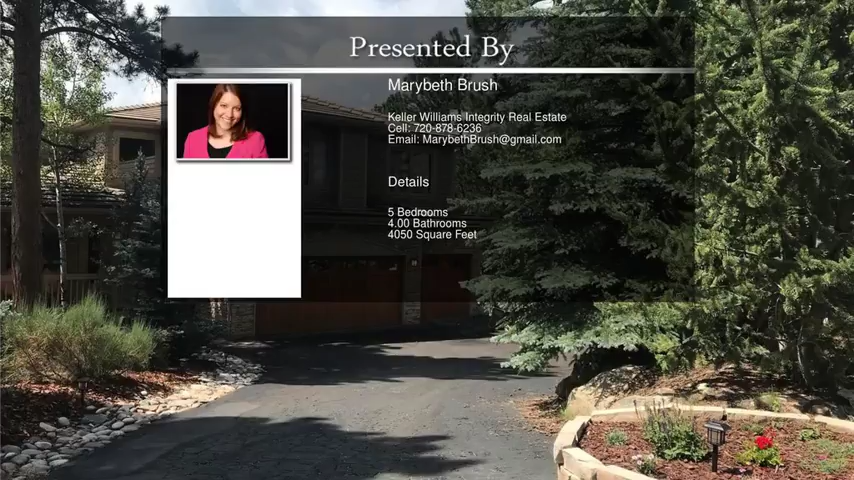 Presented By
Marybeth Brush
Keller Williams Integrity Real Estate
Cell: 720-878-6236
Email: MarybethBrush@gmail.com
Details
5 Bedrooms
4.00 Bathrooms
4050 Square Feet